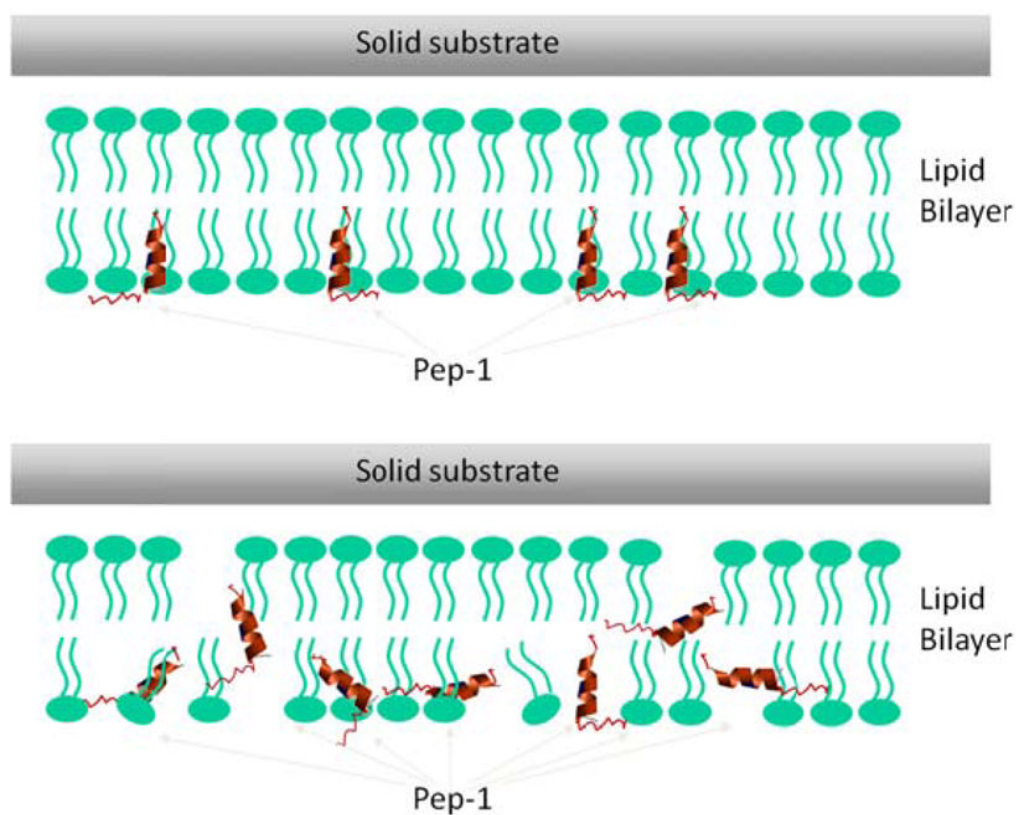 Solid substrate
Lipid
Bilayer
Pep-1
Solid substrate
Lipid
Bilayer
Pep-1